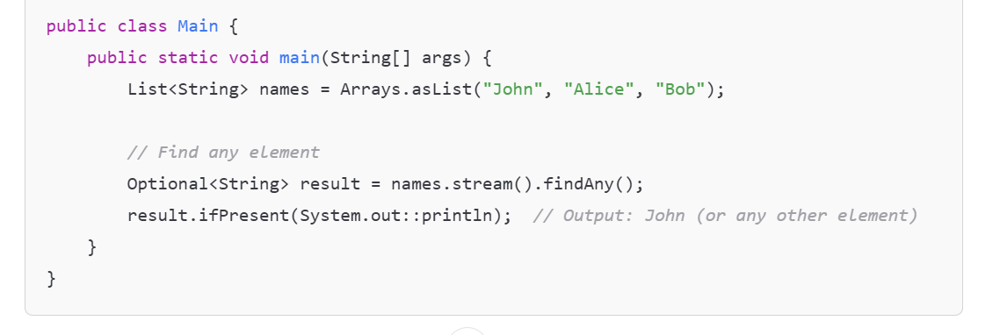 public class Main {
    public static void main(String[] args) {
        List<String> names = Arrays.asList("John", "Alice", "Bob");

        // Find any element
        Optional<String> result = names.stream().findAny();
        result.ifPresent(System.out::println);  // Output: John (or any other element)
    }
}